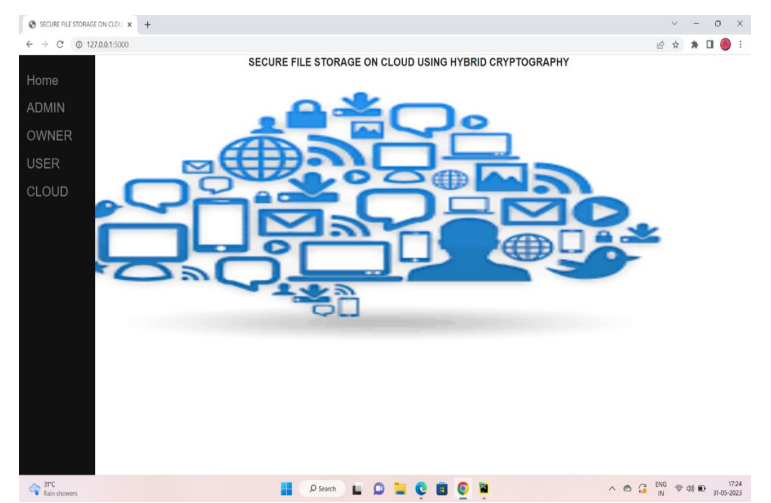 SECURE FILE STORAGE ON CLOU
127.0.0.1:5000
SECURE FILE STORAGE ON CLOUD USING HYBRID CRYPTOGRAPHY
Home
ADMIN
OWNER
USER
CLOUD
31°C
Rain showers
Search
ENG
IN
17:24
31-05-2023